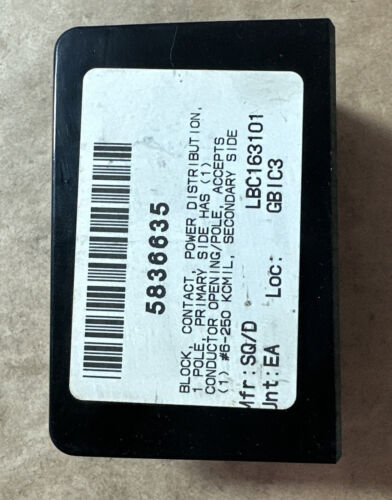 5836635
BLOCK, CONTACT, POWER DISTRIBUTION,
1 POLE, PRIMARY SIDE HAS (1)
CONDUCTOR OPENING/POLE, ACCEPTS
(1) #6-250 KCMIL, SECONDARY SIDE
Mfr: SQ/D LBC163101
Unt: EA Loc: GBIC3